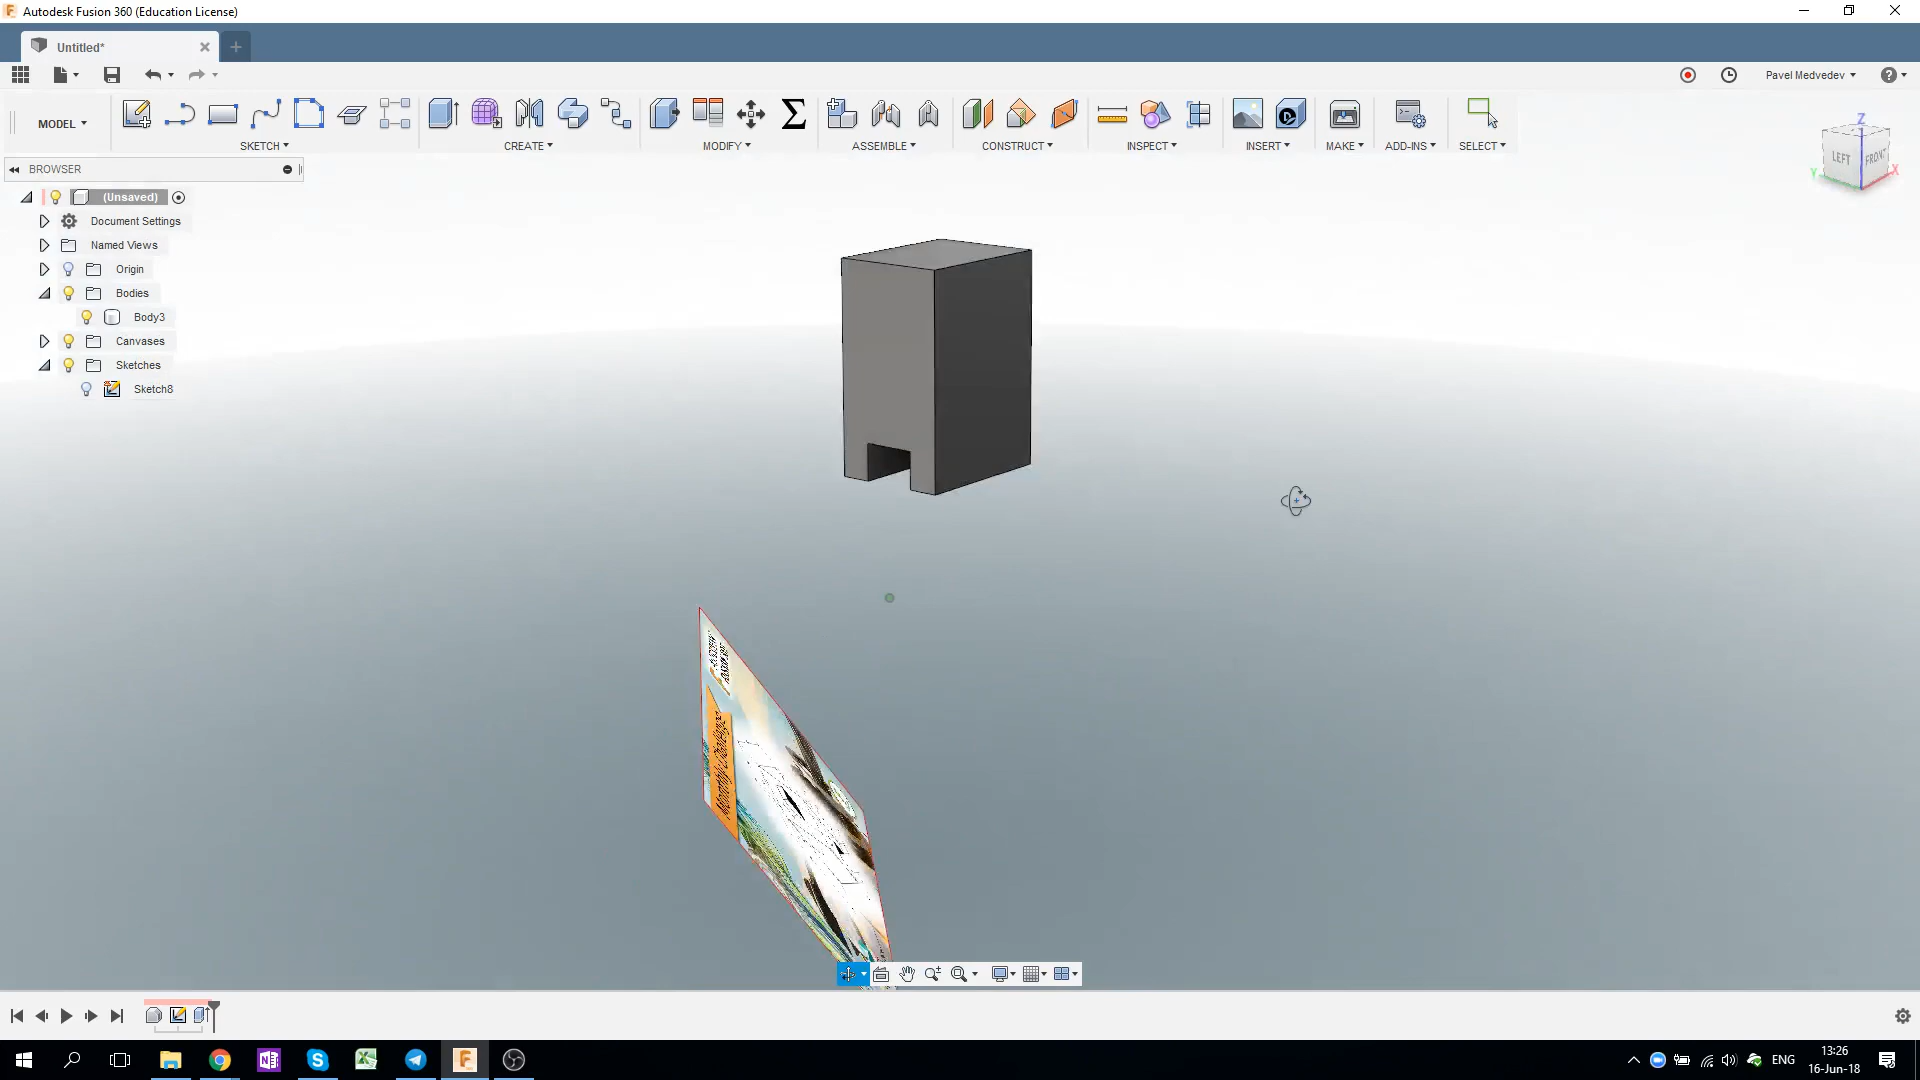 Autodesk Fusion 360 (Education License)
Untitled*
Pavel Medvedev
MODEL
SKETCH
CREATE
MODIFY
ASSEMBLE
CONSTRUCT
INSPECT
INSERT
MAKE
ADD-INS
SELECT
Z
LEFT
FRONT
Y
X
BROWSER
(Unsaved)
Document Settings
Named Views
Origin
Bodies
Body3
Canvases
Sketches
Sketch8
Monthly Challenge
ENG
13:26
16-Jun-18